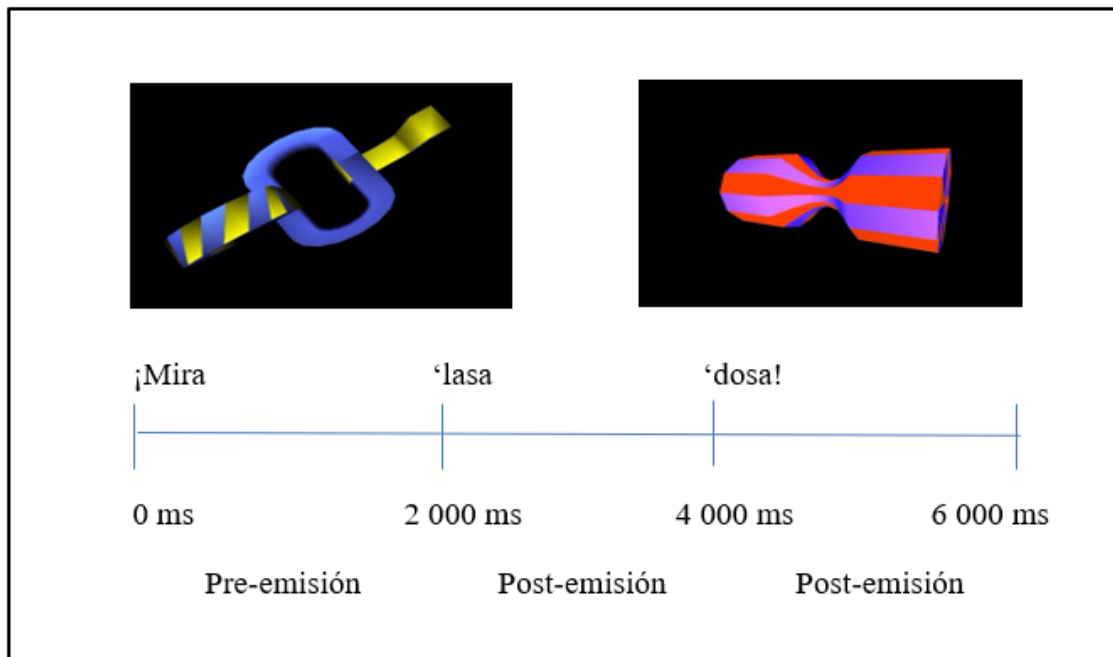 ¡Mira ‘lasa ‘dosa!
0 ms 2 000 ms 4 000 ms 6 000 ms
Pre-emisión Post-emisión Post-emisión